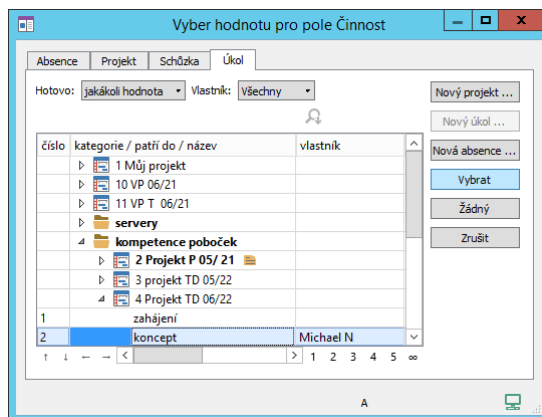 Vyber hodnotu pro pole Činnost
Absence Projekt Schůzka Úkol
Hotovo: jakákoli hodnota Vlastník: Všechny
Nový projekt ...
Nový úkol ...
Nová absence ...
Vybrat
Žádný
Zrušit
číslo kategorie / patří do / název vlastník
1 Můj projekt
10 VP 06/21
11 VP T 06/21
servery
kompetence poboček
2 Projekt P 05/ 21
3 projekt TD 05/22
4 Projekt TD 06/22
1 zahájení
2 koncept Michael N
↑ ↓ ← → < > 1 2 3 4 5 ∞
A